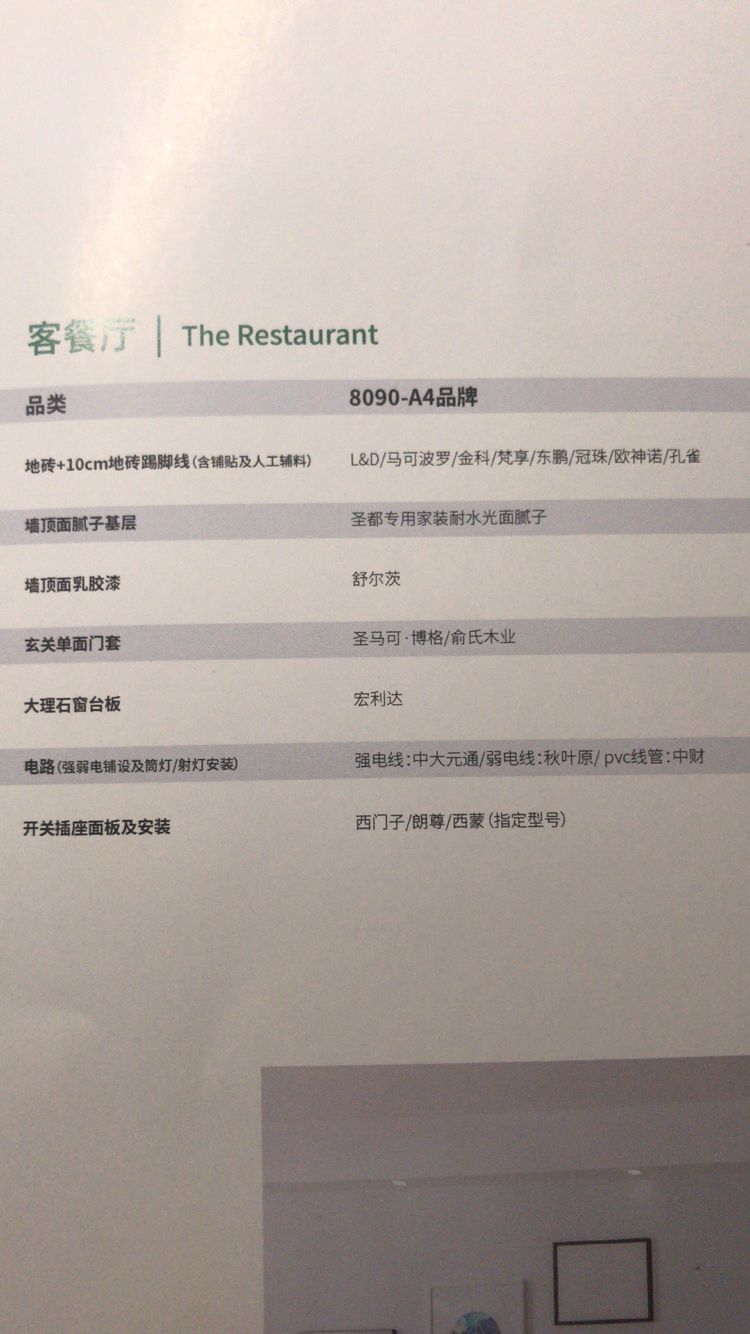 客餐厅 | The Restaurant
品类 8090-A4品牌
地砖+10cm地砖踢脚线(含铺贴及人工辅料) L&D/马可波罗/金科/梵享/东鹏/冠珠/欧神诺/孔雀
墙顶面腻子基层 圣都专用家装耐水光面腻子
墙顶面乳胶漆 舒尔茨
玄关单面门套 圣马可·博格/俞氏木业
大理石窗台板 宏利达
电路(强弱电铺设及筒灯/射灯安装) 强电线:中大元通/弱电线:秋叶原/ pvc线管:中财
开关插座面板及安装 西门子/朗尊/西蒙(指定型号)